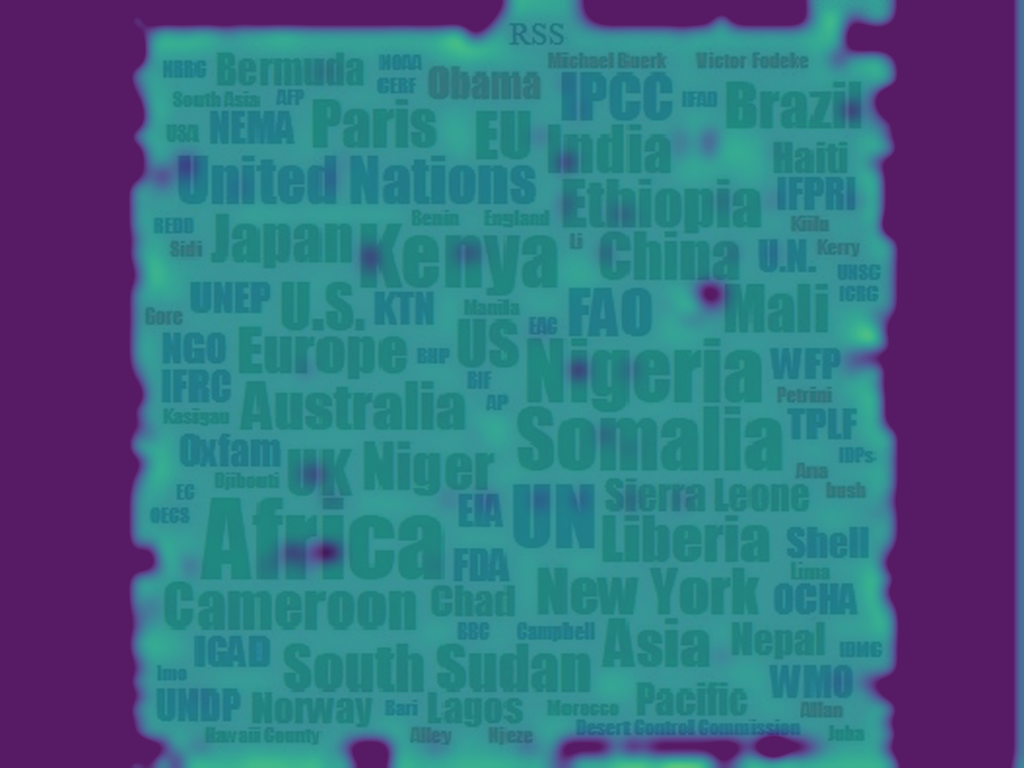 RSS
NHRC Bermuda NOAA Michael Buerk Victor Fodeke
South Asia AFP CERF Obama IPCC IFAD Brazil
USA NEMA Paris EU India Haiti
United Nations Ethiopia IFPRI
BEDD Benin England Kiilu
Sidi Japan Kenya Li China U.N. Kerry
UNSC
UNEP U.S. KTN Manila FAO Mali ICRC
Gore EAC
NGO Europe BHP US Nigeria WFP
IFRC BIF Petrini
Kasigau Australia AP Somalia TPLF
Oxfam UK Niger IDPs
Djibouti Ana
EC EIA UN Sierra Leone bush
OECS Africa Liberia Shell
FDA Lima
Cameroon Chad New York OCHA
IGAD BBC Campbell Asia Nepal IDMC
Imo South Sudan WMO
UNDP Norway Bari Lagos Morocco Pacific Allan
Hawaii County Alley Njeze Desert Control Commission Juba